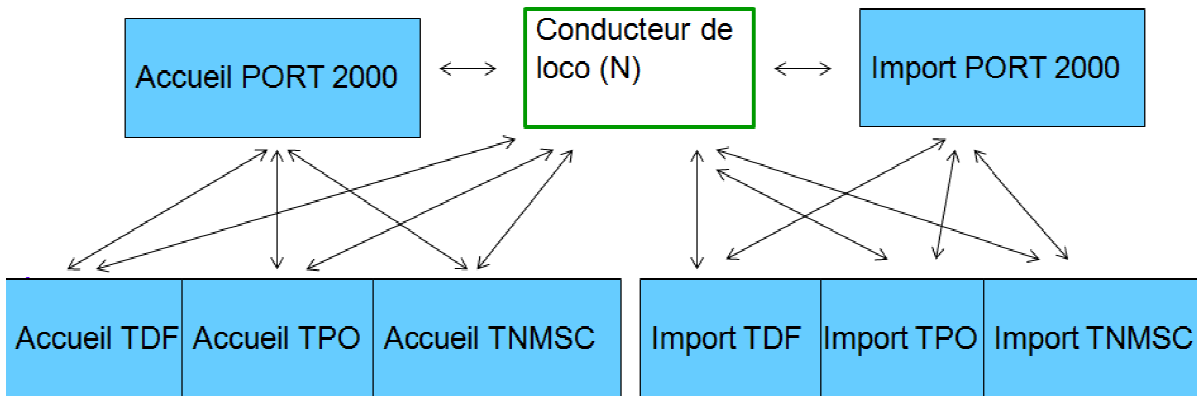 Accueil PORT 2000
Conducteur de
loco (N)
Import PORT 2000
Accueil TDF
Accueil TPO
Accueil TNMSC
Import TDF
Import TPO
Import TNMSC